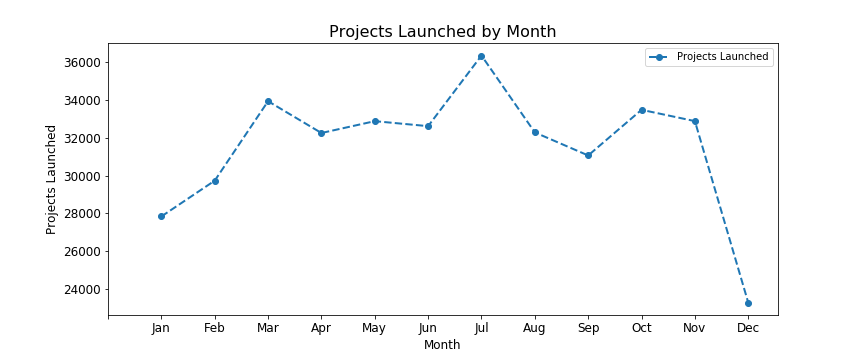 Projects Launched by Month
Projects Launched
36000
34000
32000
30000
28000
26000
24000
Projects Launched
Jan Feb Mar Apr May Jun Jul Aug Sep Oct Nov Dec
Month